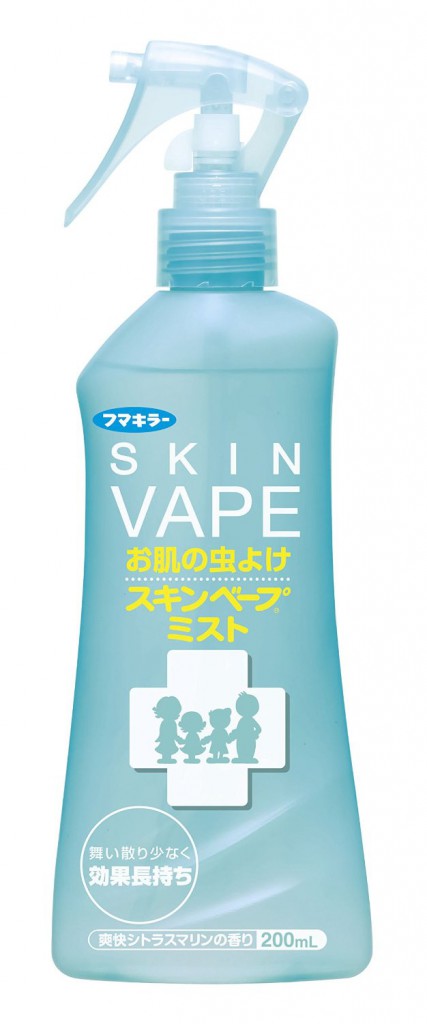 フマキラー
SKIN
VAPE
お肌の虫よけ
スキンベープ®
ミスト
舞い散り少なく
効果長持ち
爽快シトラスマリンの香り 200mL